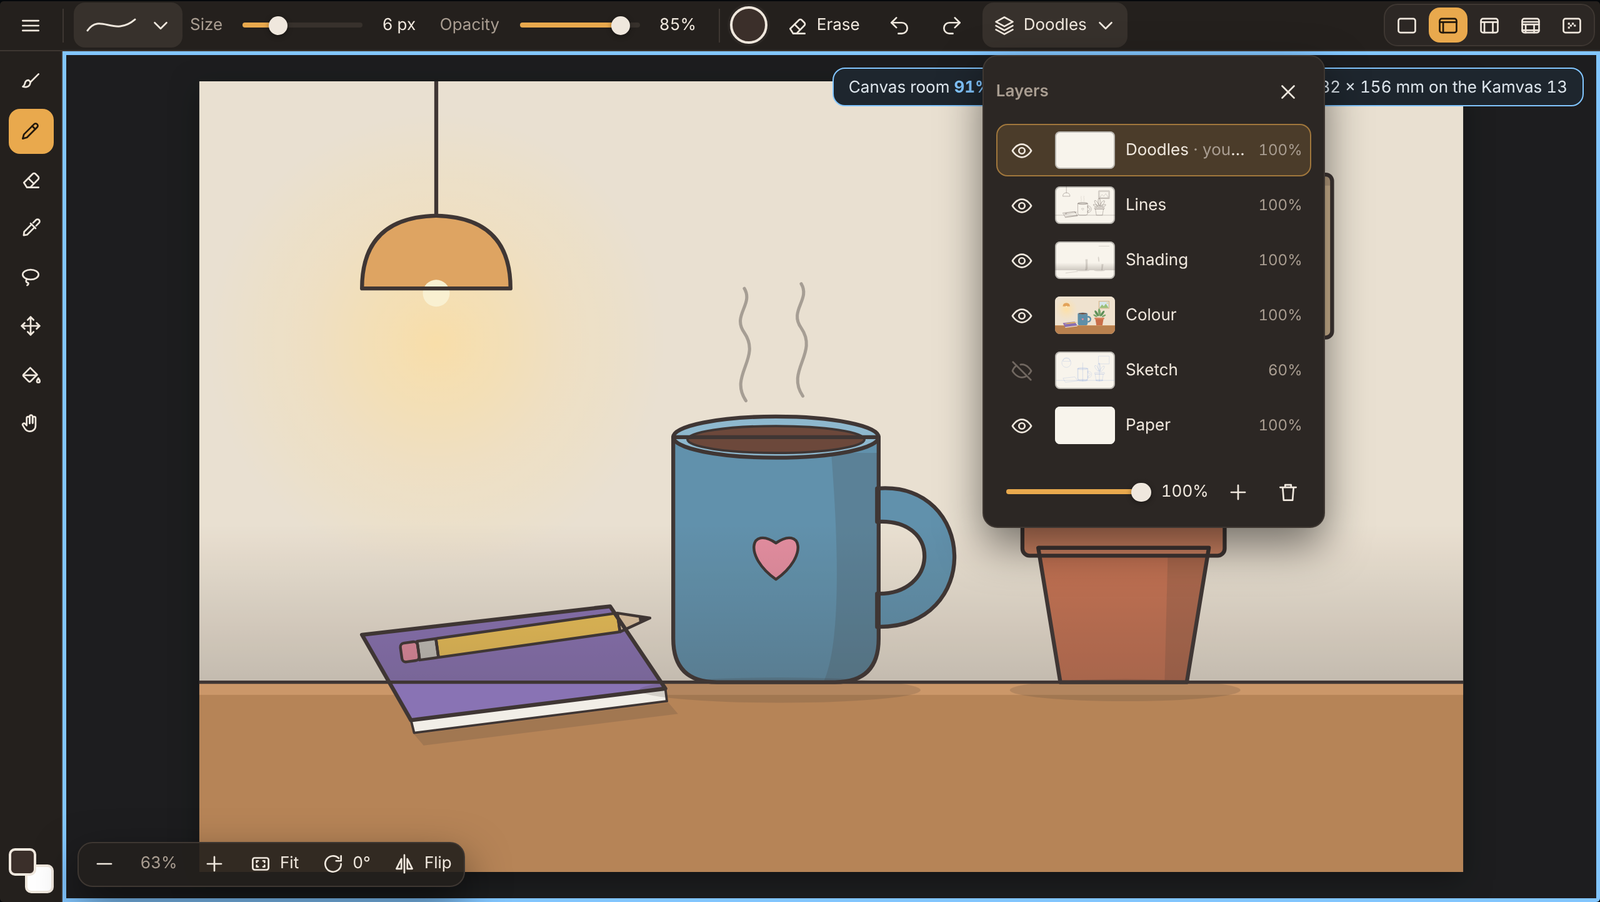 Size 6 px Opacity 85% Erase Doodles
Canvas room 91%
32 × 156 mm on the Kamvas 13
Layers
Doodles · you... 100%
Lines 100%
Shading 100%
Colour 100%
Sketch 60%
Paper 100%
100%
63% Fit 0° Flip